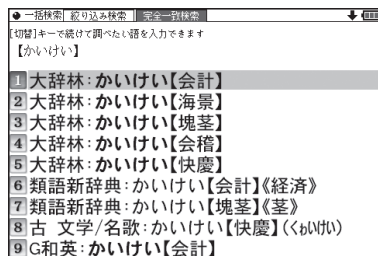 一括検索 絞り込み検索 完全一致検索
[切替]キーで続けて調べたい語を入力できます
【かいけい】
1 大辞林:かいけい【会計】
2 大辞林:かいけい【海景】
3 大辞林:かいけい【塊茎】
4 大辞林:かいけい【会稽】
5 大辞林:かいけい【快慶】
6 類語新辞典:かいけい【会計】《経済》
7 類語新辞典:かいけい【塊茎】《茎》
8 古 文学/名歌:かいけい【快慶】(くゎいけい)
9 G和英:かいけい【会計】